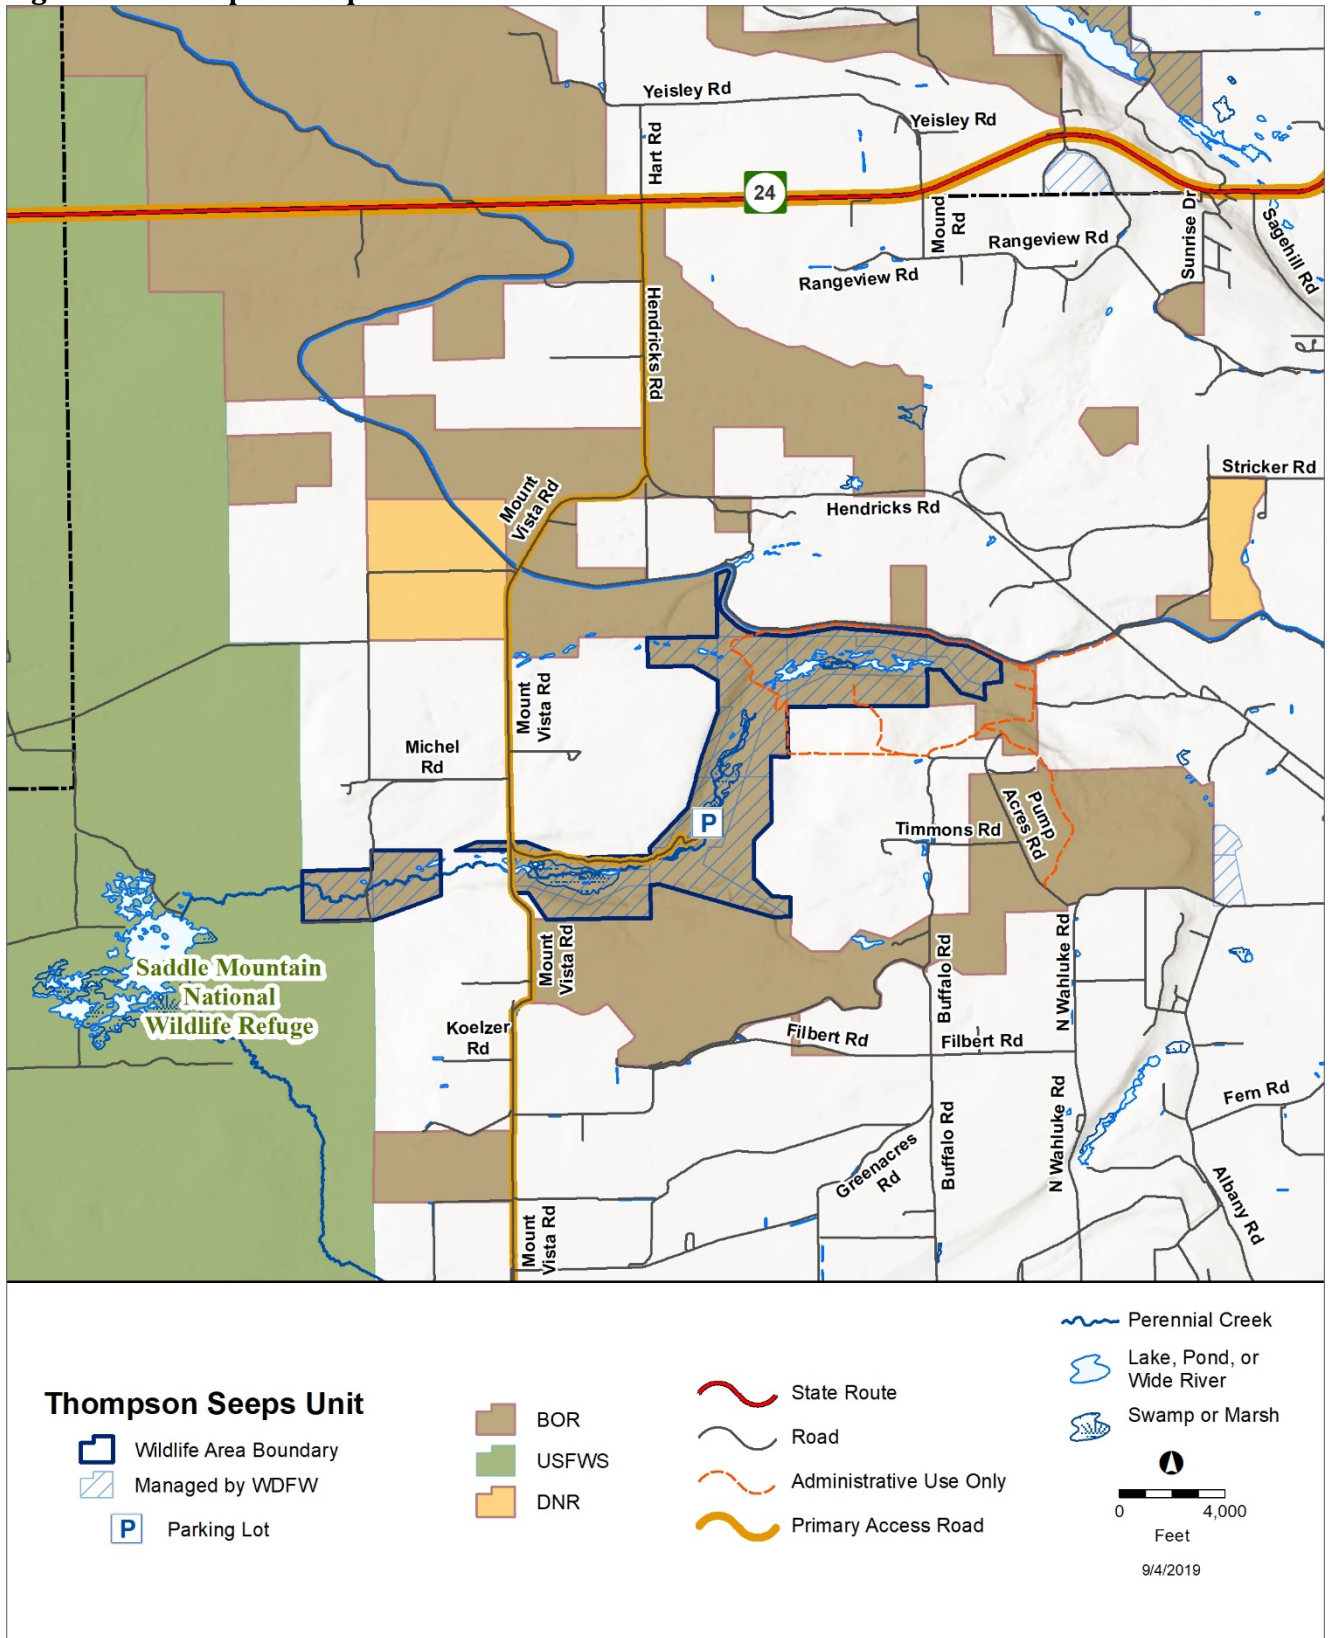 Yeisley Rd
Yeisley Rd
Hart Rd
24
Mound
Rd
Rangeview Rd
Rangeview Rd
Sunrise Dr
Sagehill Rd
Hendricks Rd
Stricker Rd
Mount
Vista Rd
Hendricks Rd
Mount
Vista Rd
Michel
Rd
P
Timmons Rd
Pump
Acres Rd
Saddle Mountain
National
Wildlife Refuge
Mount
Vista Rd
Buffalo Rd
N Wahluke Rd
Koelzer
Rd
Filbert Rd
Filbert Rd
Fern Rd
Greenacres
Rd
Buffalo Rd
N Wahluke Rd
Albany Rd
Mount
Vista Rd
Thompson Seeps Unit
Wildlife Area Boundary
Managed by WDFW
P
Parking Lot
BOR
USFWS
DNR
State Route
Road
Administrative Use Only
Primary Access Road
Perennial Creek
Lake, Pond, or
Wide River
Swamp or Marsh
0 4,000
Feet
9/4/2019